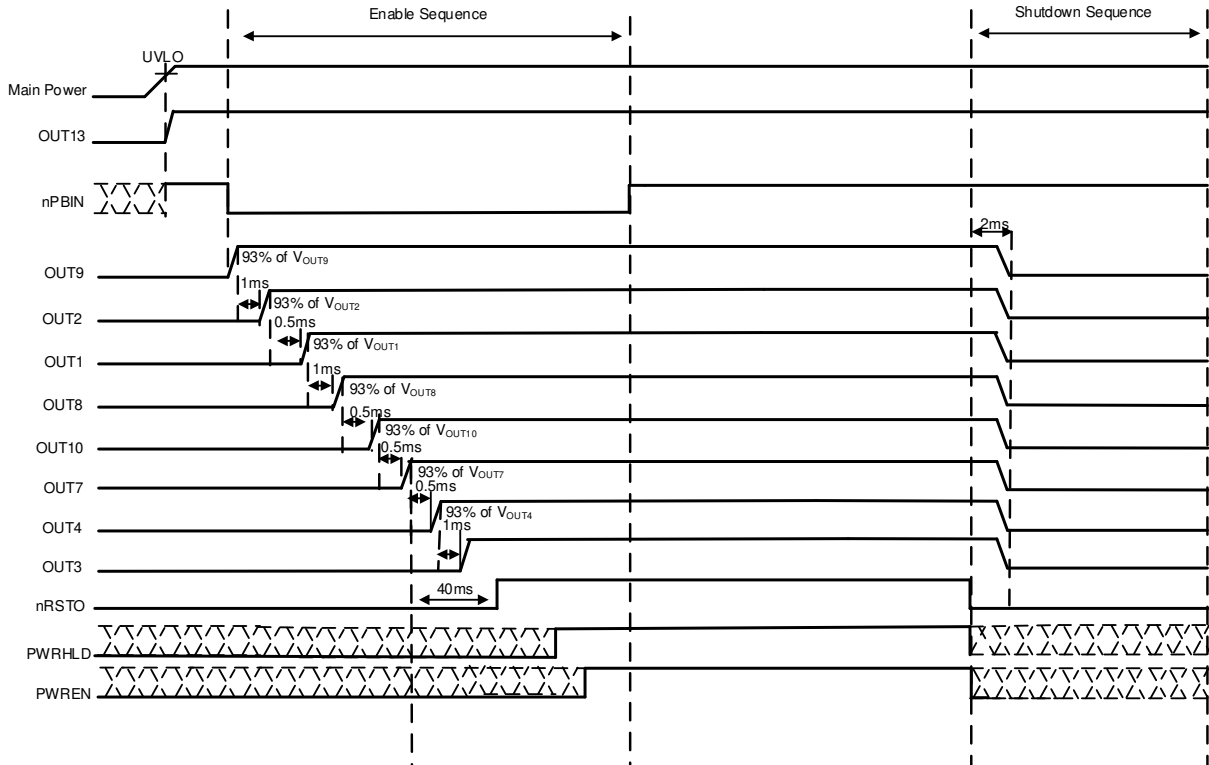 Enable Sequence
Shutdown Sequence
UVLO
Main Power
OUT13
nPBIN
2ms
93% of VOUT9
OUT9
1ms
93% of VOUT2
OUT2
0.5ms
93% of VOUT1
OUT1
1ms
93% of VOUT8
OUT8
0.5ms
93% of VOUT10
OUT10
0.5ms
93% of VOUT7
OUT7
0.5ms
93% of VOUT4
OUT4
1ms
OUT3
40ms
nRSTO
PWRHLD
PWREN